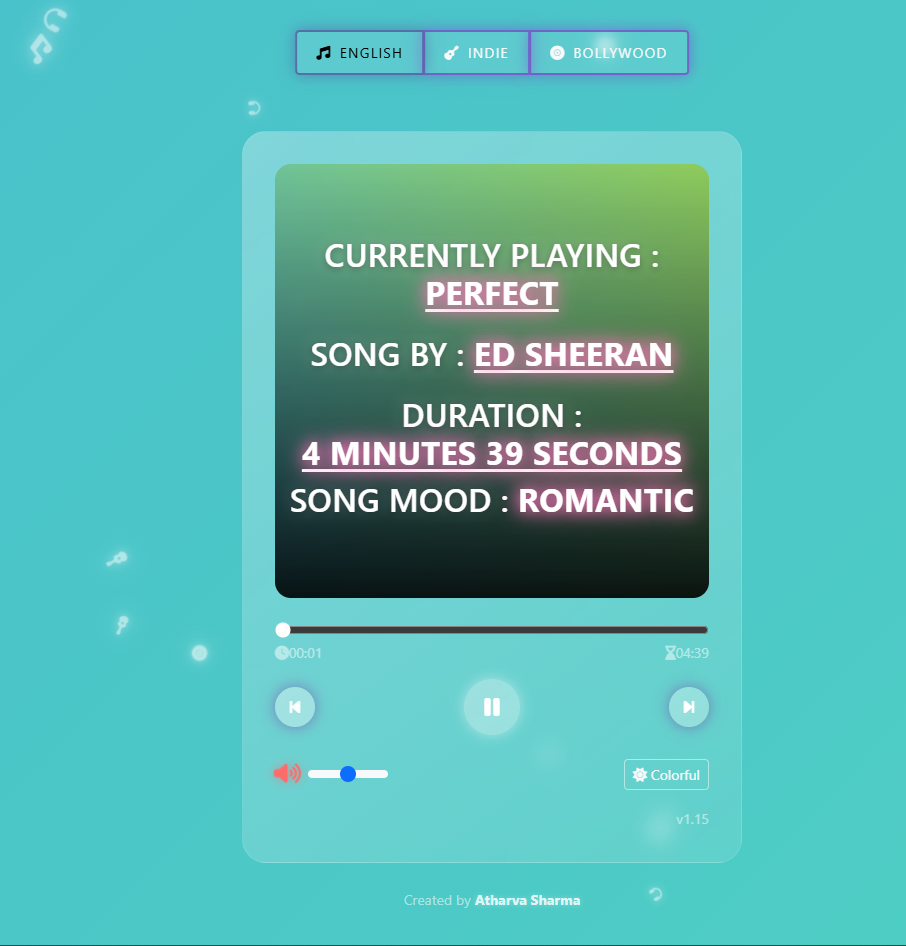 ENGLISH INDIE BOLLYWOOD
CURRENTLY PLAYING :
PERFECT
SONG BY : ED SHEERAN
DURATION :
4 MINUTES 39 SECONDS
SONG MOOD : ROMANTIC
00:01 04:39
Colorful
v1.15
Created by Atharva Sharma